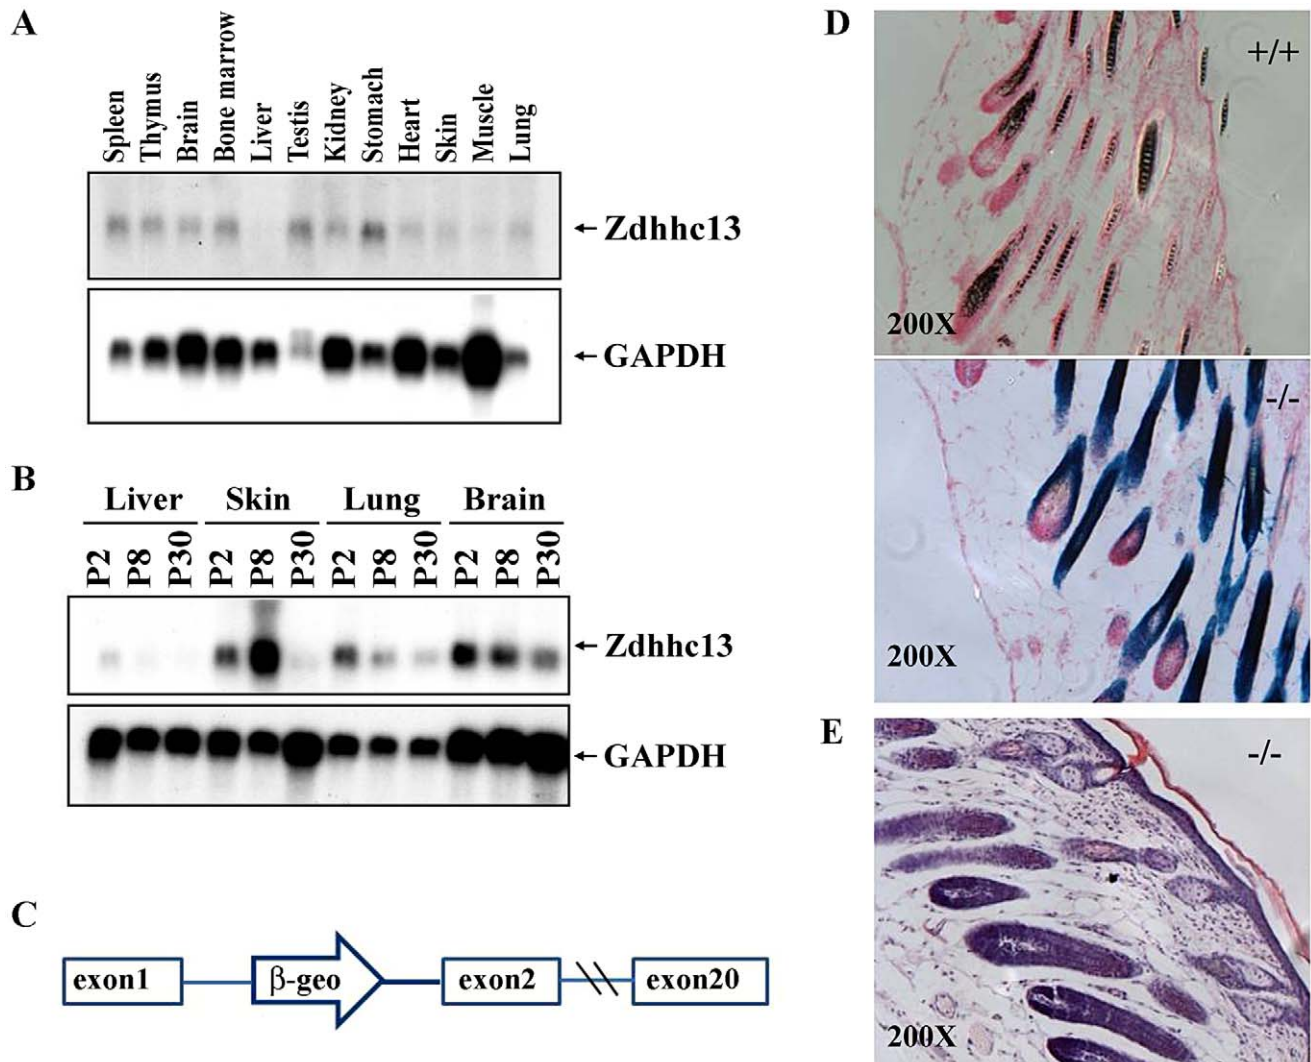 A
Spleen
Thymus
Brain
Bone marrow
Liver
Testis
Kidney
Stomach
Heart
Skin
Muscle
Lung
←Zdhhc13
←GAPDH
B
Liver Skin Lung Brain
P2 P8 P30 P2 P8 P30 P2 P8 P30 P2 P8 P30
←Zdhhc13
←GAPDH
C
exon1 β-geo exon2 exon20
D
+/+
200X
-/-
200X
E
-/-
200X